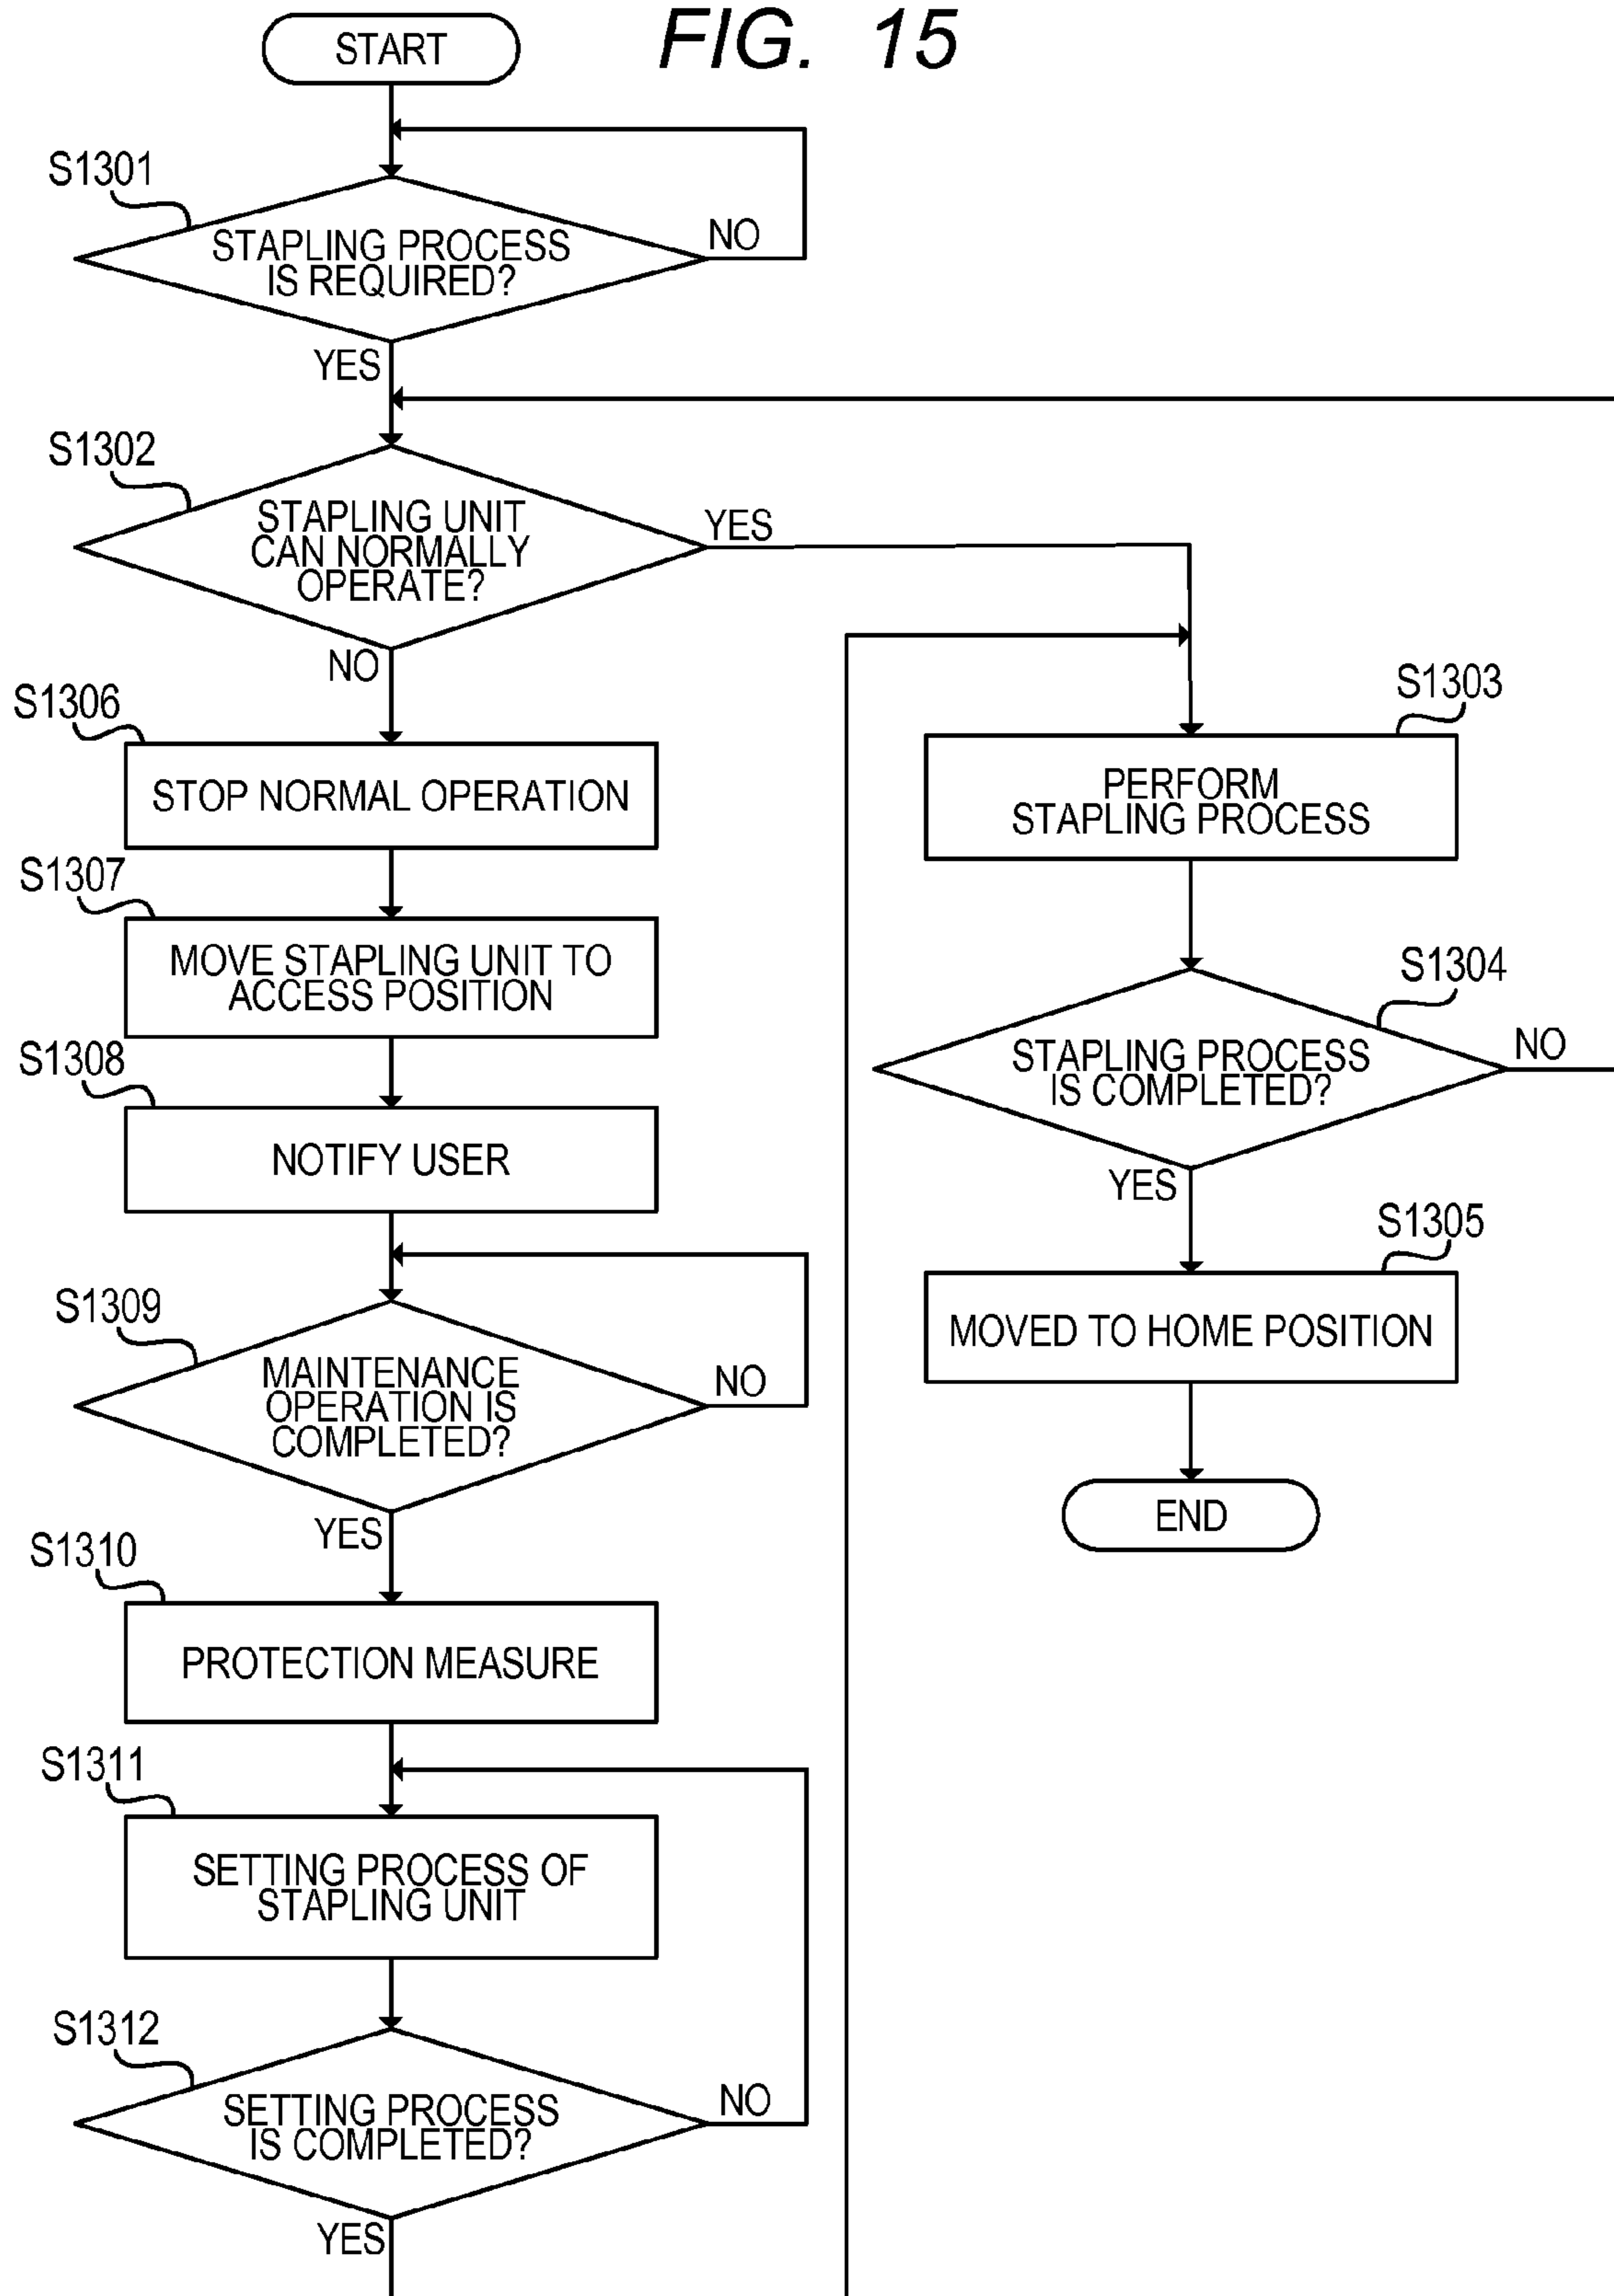 FIG. 15
START
S1301
STAPLING PROCESS
IS REQUIRED?
NO
YES
S1302
STAPLING UNIT
CAN NORMALLY
OPERATE?
YES
NO
S1306
STOP NORMAL OPERATION
S1307
MOVE STAPLING UNIT TO
ACCESS POSITION
S1308
NOTIFY USER
S1309
MAINTENANCE
OPERATION IS
COMPLETED?
NO
YES
S1310
PROTECTION MEASURE
S1311
SETTING PROCESS OF
STAPLING UNIT
S1312
SETTING PROCESS
IS COMPLETED?
NO
YES
S1303
PERFORM
STAPLING PROCESS
S1304
STAPLING PROCESS
IS COMPLETED?
NO
YES
S1305
MOVED TO HOME POSITION
END